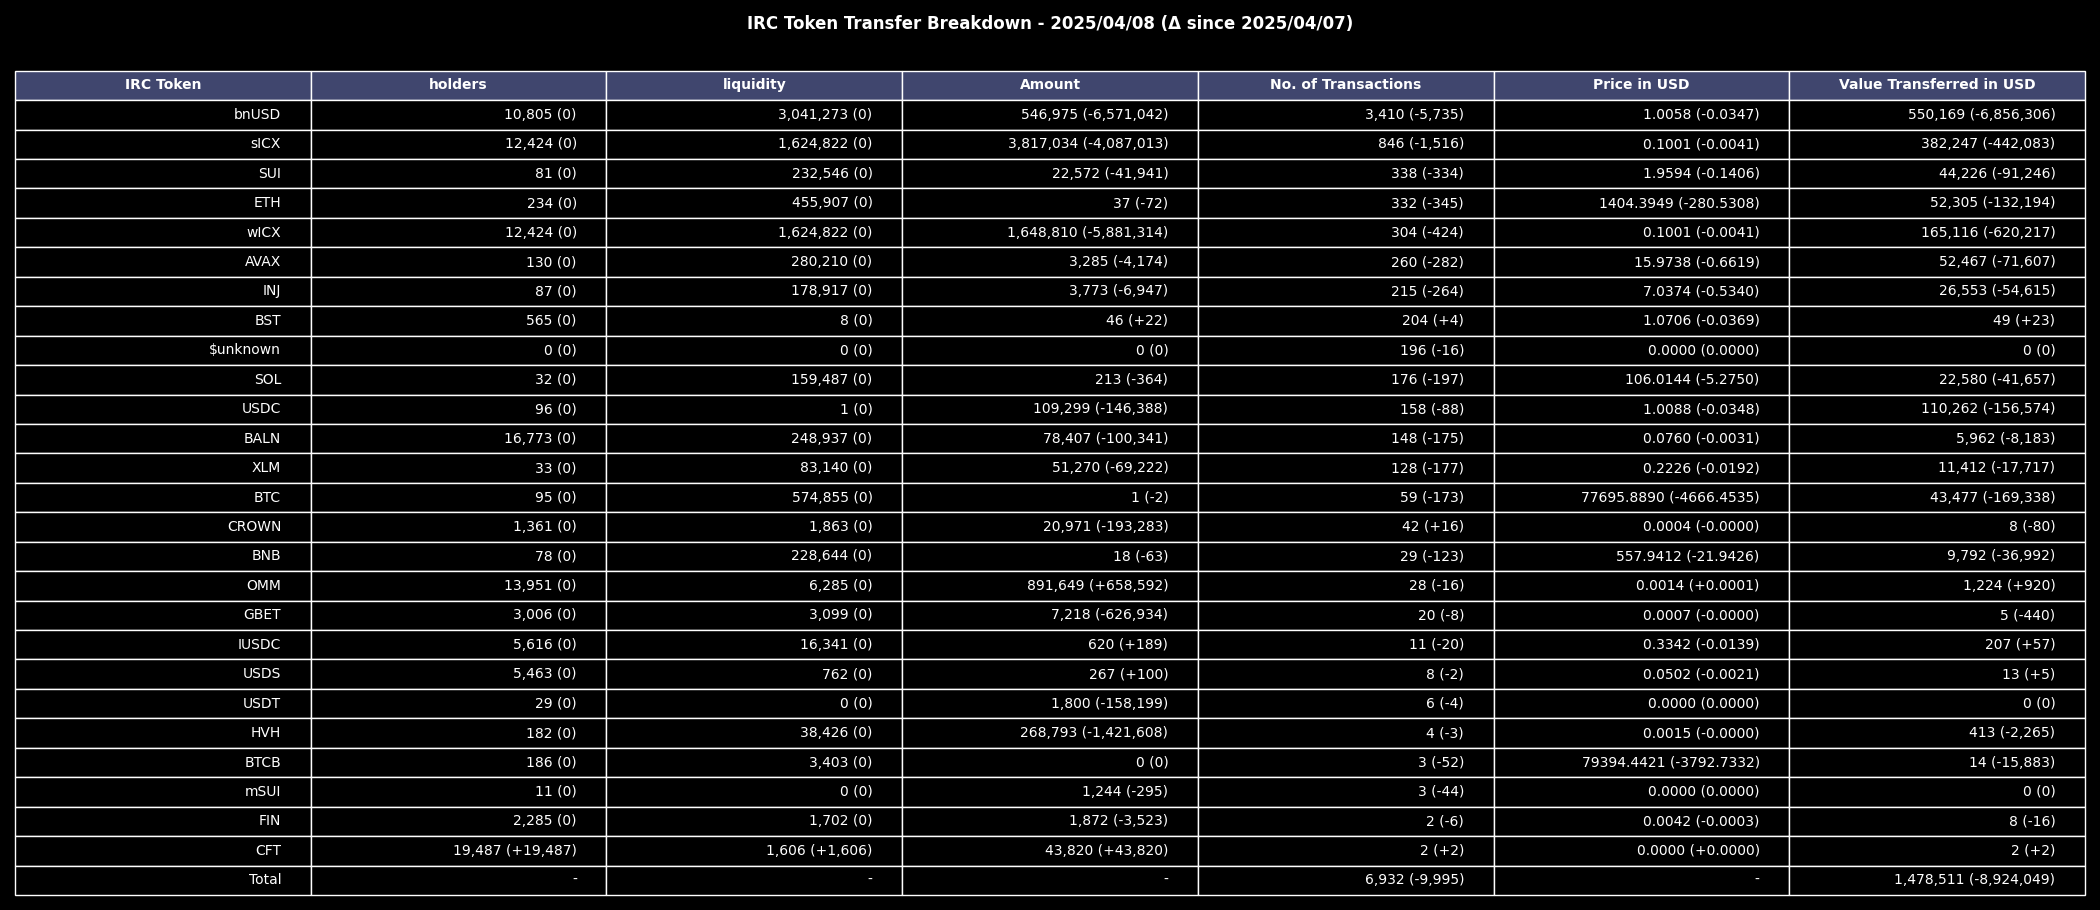 IRC Token Transfer Breakdown - 2025/04/08 (Δ since 2025/04/07)
IRC Token holders liquidity Amount No. of Transactions Price in USD Value Transferred in USD
bnUSD 10,805 (0) 3,041,273 (0) 546,975 (-6,571,042) 3,410 (-5,735) 1.0058 (-0.0347) 550,169 (-6,856,306)
sICX 12,424 (0) 1,624,822 (0) 3,817,034 (-4,087,013) 846 (-1,516) 0.1001 (-0.0041) 382,247 (-442,083)
SUI 81 (0) 232,546 (0) 22,572 (-41,941) 338 (-334) 1.9594 (-0.1406) 44,226 (-91,246)
ETH 234 (0) 455,907 (0) 37 (-72) 332 (-345) 1404.3949 (-280.5308) 52,305 (-132,194)
wICX 12,424 (0) 1,624,822 (0) 1,648,810 (-5,881,314) 304 (-424) 0.1001 (-0.0041) 165,116 (-620,217)
AVAX 130 (0) 280,210 (0) 3,285 (-4,174) 260 (-282) 15.9738 (-0.6619) 52,467 (-71,607)
INJ 87 (0) 178,917 (0) 3,773 (-6,947) 215 (-264) 7.0374 (-0.5340) 26,553 (-54,615)
BST 565 (0) 8 (0) 46 (+22) 204 (+4) 1.0706 (-0.0369) 49 (+23)
$unknown 0 (0) 0 (0) 0 (0) 196 (-16) 0.0000 (0.0000) 0 (0)
SOL 32 (0) 159,487 (0) 213 (-364) 176 (-197) 106.0144 (-5.2750) 22,580 (-41,657)
USDC 96 (0) 1 (0) 109,299 (-146,388) 158 (-88) 1.0088 (-0.0348) 110,262 (-156,574)
BALN 16,773 (0) 248,937 (0) 78,407 (-100,341) 148 (-175) 0.0760 (-0.0031) 5,962 (-8,183)
XLM 33 (0) 83,140 (0) 51,270 (-69,222) 128 (-177) 0.2226 (-0.0192) 11,412 (-17,717)
BTC 95 (0) 574,855 (0) 1 (-2) 59 (-173) 77695.8890 (-4666.4535) 43,477 (-169,338)
CROWN 1,361 (0) 1,863 (0) 20,971 (-193,283) 42 (+16) 0.0004 (-0.0000) 8 (-80)
BNB 78 (0) 228,644 (0) 18 (-63) 29 (-123) 557.9412 (-21.9426) 9,792 (-36,992)
OMM 13,951 (0) 6,285 (0) 891,649 (+658,592) 28 (-16) 0.0014 (+0.0001) 1,224 (+920)
GBET 3,006 (0) 3,099 (0) 7,218 (-626,934) 20 (-8) 0.0007 (-0.0000) 5 (-440)
IUSDC 5,616 (0) 16,341 (0) 620 (+189) 11 (-20) 0.3342 (-0.0139) 207 (+57)
USDS 5,463 (0) 762 (0) 267 (+100) 8 (-2) 0.0502 (-0.0021) 13 (+5)
USDT 29 (0) 0 (0) 1,800 (-158,199) 6 (-4) 0.0000 (0.0000) 0 (0)
HVH 182 (0) 38,426 (0) 268,793 (-1,421,608) 4 (-3) 0.0015 (-0.0000) 413 (-2,265)
BTCB 186 (0) 3,403 (0) 0 (0) 3 (-52) 79394.4421 (-3792.7332) 14 (-15,883)
mSUI 11 (0) 0 (0) 1,244 (-295) 3 (-44) 0.0000 (0.0000) 0 (0)
FIN 2,285 (0) 1,702 (0) 1,872 (-3,523) 2 (-6) 0.0042 (-0.0003) 8 (-16)
CFT 19,487 (+19,487) 1,606 (+1,606) 43,820 (+43,820) 2 (+2) 0.0000 (+0.0000) 2 (+2)
Total - - - 6,932 (-9,995) - 1,478,511 (-8,924,049)